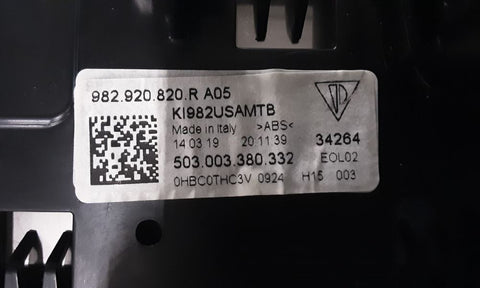 982.920.820.R A05
KI982USAMTB
Made in Italy >ABS<
14 03 19 20 11 39 34264
503.003.380.332 EOL02
0HBC0THC3V 0924 H15 003